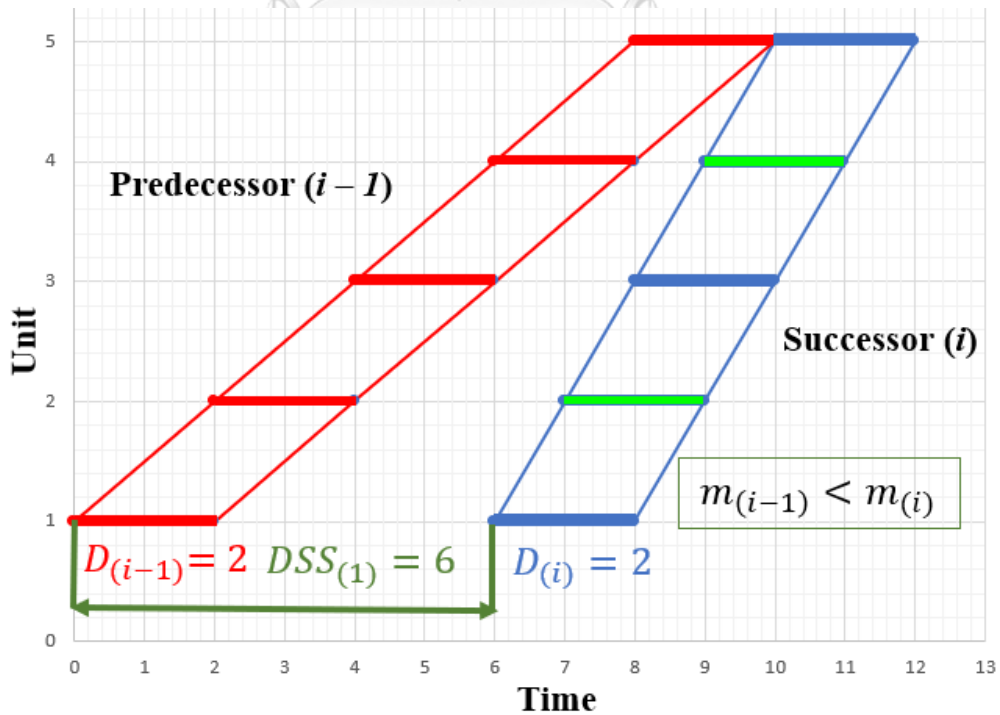 5
4
Predecessor (i – 1)
3
Unit
Successor (i)
2
m(i−1) < m(i)
1
D(i−1) = 2 DSS(1) = 6 D(i) = 2
0
0 1 2 3 4 5 6 7 8 9 10 11 12 13
Time